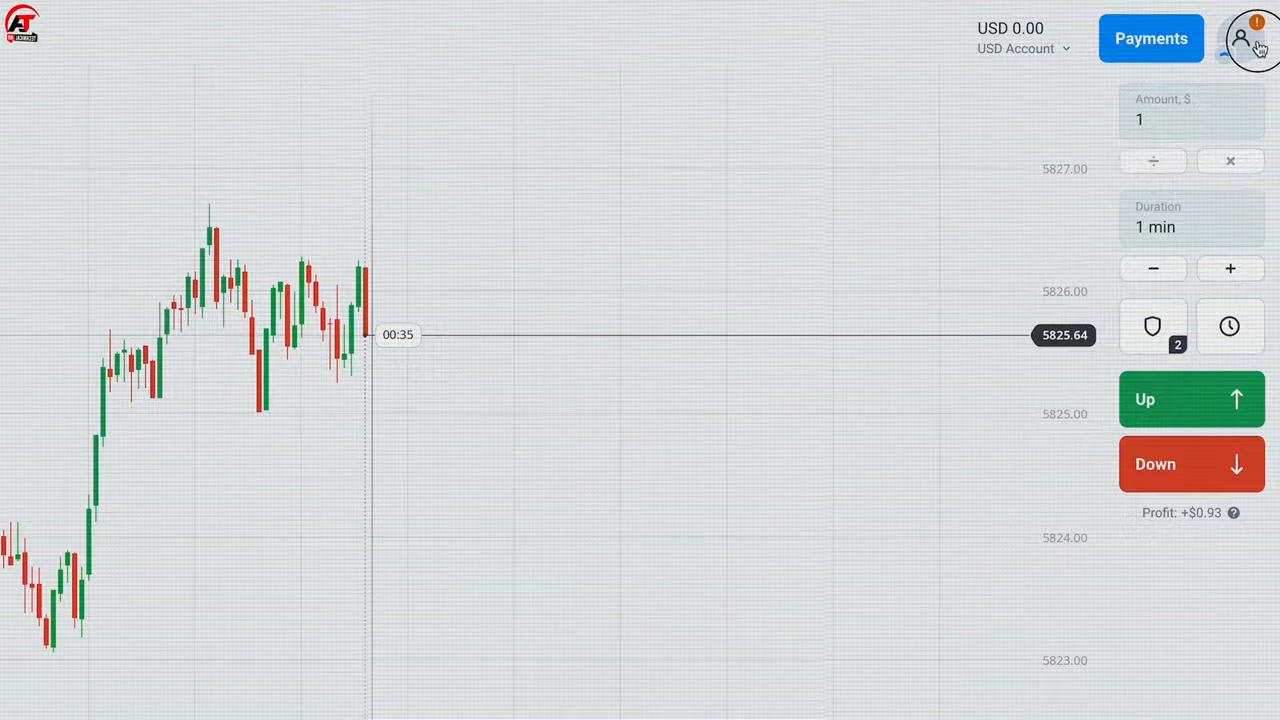 AT
USD 0.00
USD Account
Payments
!
Amount, $
1
÷
×
Duration
1 min
−
+
2
Up
Down
Profit: +$0.93 ?
5827.00
5826.00
00:35
5825.64
5825.00
5824.00
5823.00